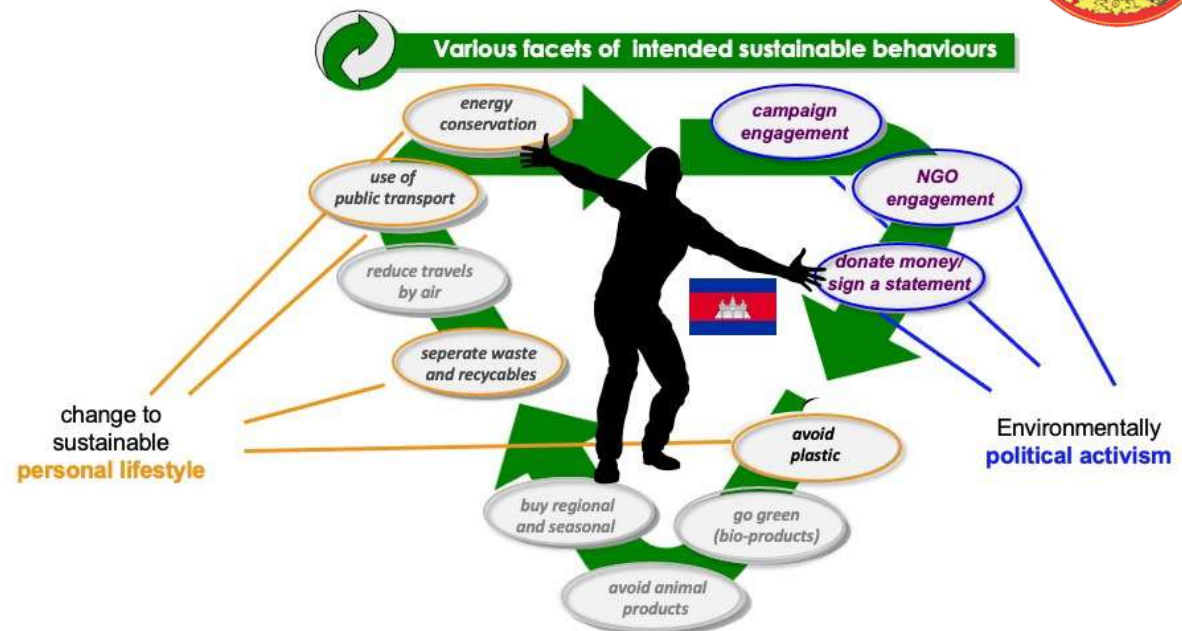 Various facets of intended sustainable behaviours
energy
conservation
campaign
engagement
use of
public transport
NGO
engagement
reduce travels
by air
donate money/
sign a statement
seperate waste
and recycables
change to
sustainable
personal lifestyle
avoid
plastic
Environmentally
political activism
buy regional
and seasonal
go green
(bio-products)
avoid animal
products